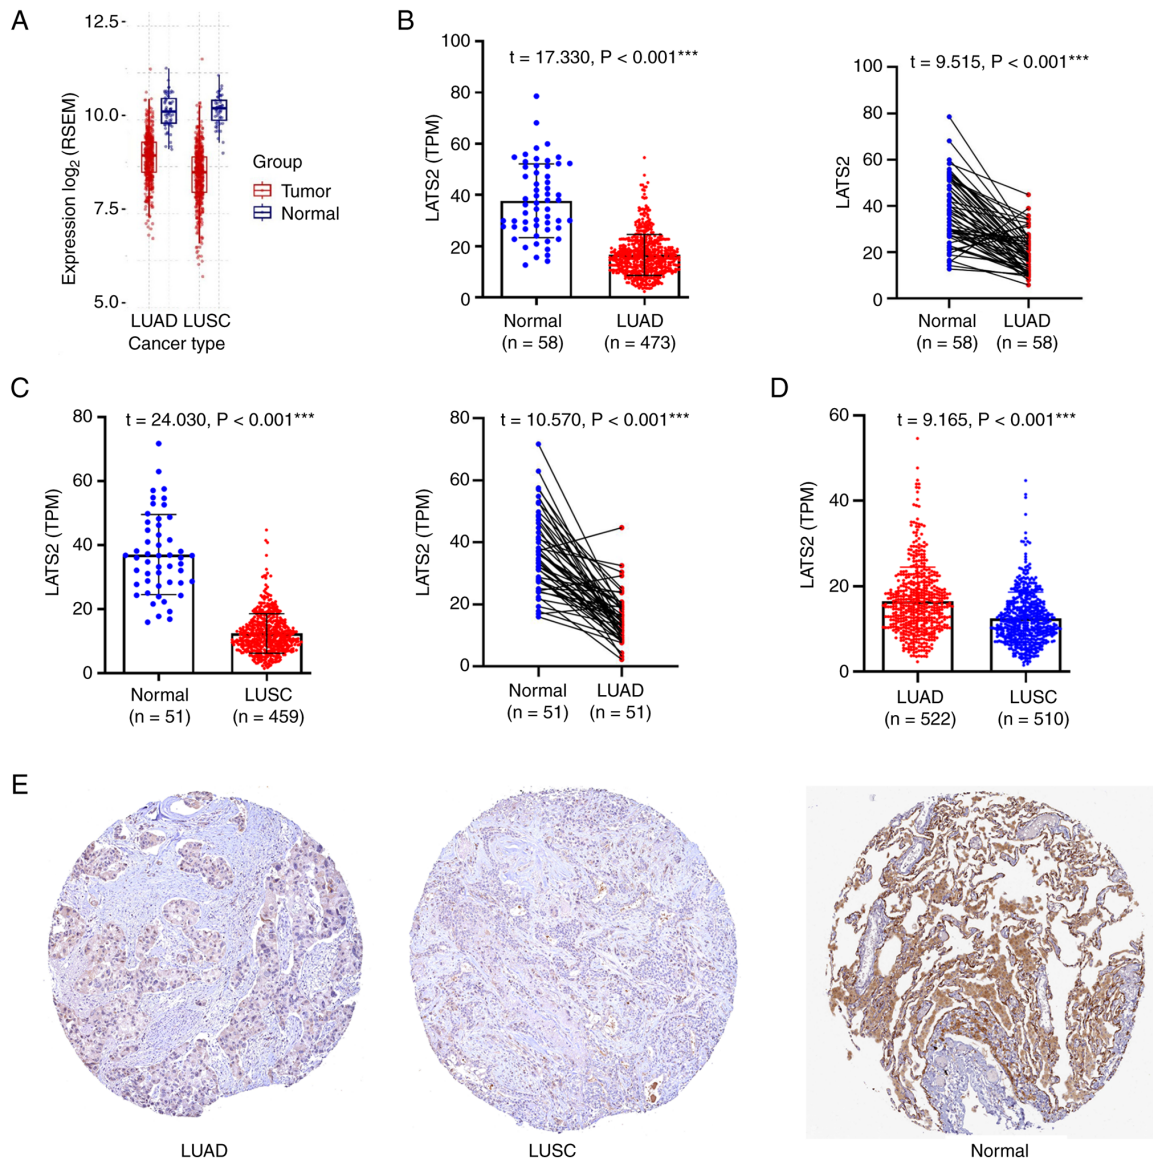 A
12.5
10.0
7.5
5.0
Expression log2 (RSEM)
LUAD LUSC
Cancer type
Group
Tumor
Normal
B
t = 17.330, P < 0.001***
100
80
60
40
20
0
LATS2 (TPM)
Normal
(n = 58)
LUAD
(n = 473)
t = 9.515, P < 0.001***
100
80
60
40
20
0
LATS2
Normal
(n = 58)
LUAD
(n = 58)
C
t = 24.030, P < 0.001***
80
60
40
20
0
LATS2 (TPM)
Normal
(n = 51)
LUSC
(n = 459)
t = 10.570, P < 0.001***
80
60
40
20
0
LATS2 (TPM)
Normal
(n = 51)
LUAD
(n = 51)
D
t = 9.165, P < 0.001***
60
40
20
0
LATS2 (TPM)
LUAD
(n = 522)
LUSC
(n = 510)
E
LUAD
LUSC
Normal